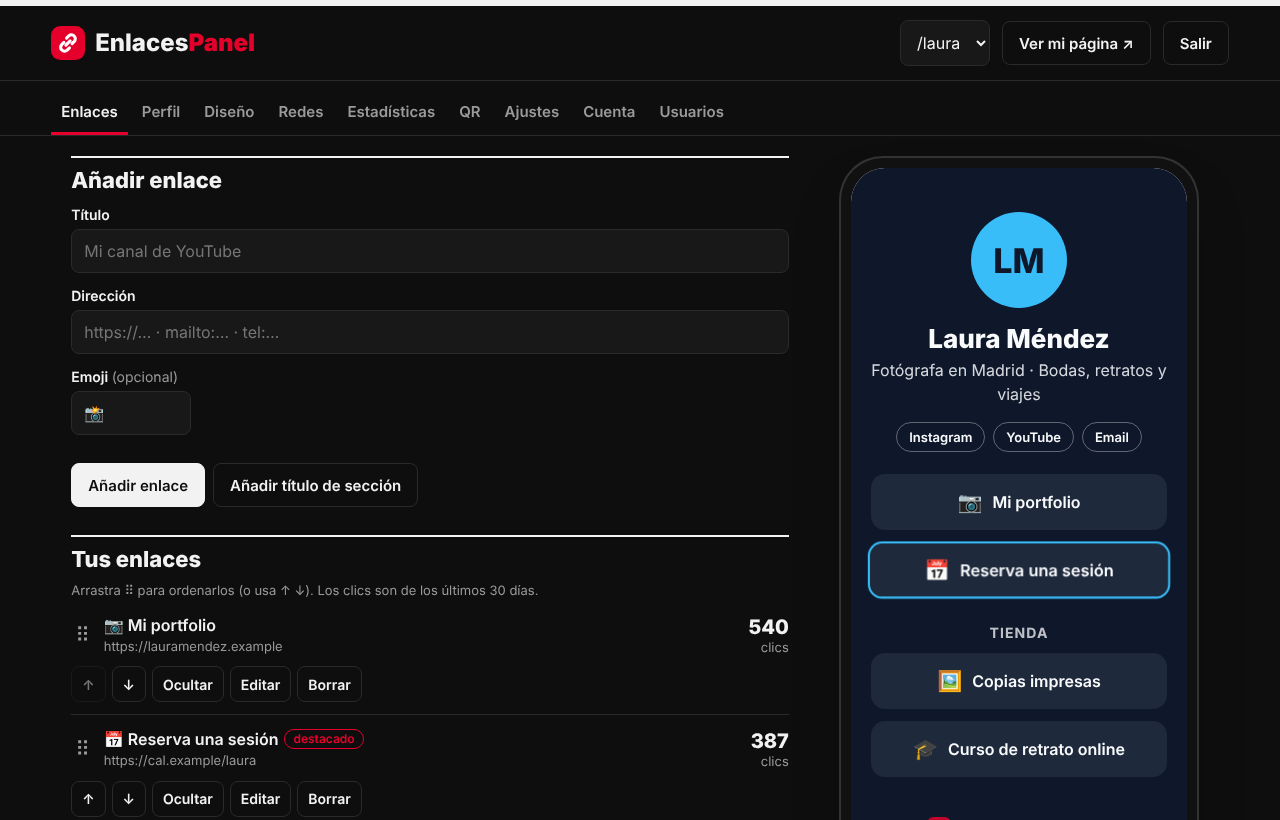 EnlacesPanel
/laura
Ver mi página ↗
Salir
Enlaces
Perfil
Diseño
Redes
Estadísticas
QR
Ajustes
Cuenta
Usuarios
Añadir enlace
Título
Mi canal de YouTube
Dirección
https://... · mailto:... · tel:...
Emoji (opcional)
📸
Añadir enlace
Añadir título de sección
Tus enlaces
Arrastra ⠿ para ordenarlos (o usa ↑ ↓). Los clics son de los últimos 30 días.
📷 Mi portfolio
https://lauramendez.example
540
clics
↑
↓
Ocultar
Editar
Borrar
📅 Reserva una sesión
destacado
https://cal.example/laura
387
clics
↑
↓
Ocultar
Editar
Borrar
LM
Laura Méndez
Fotógrafa en Madrid · Bodas, retratos y
viajes
Instagram
YouTube
Email
📷 Mi portfolio
📅 Reserva una sesión
TIENDA
🖼️ Copias impresas
🎓 Curso de retrato online